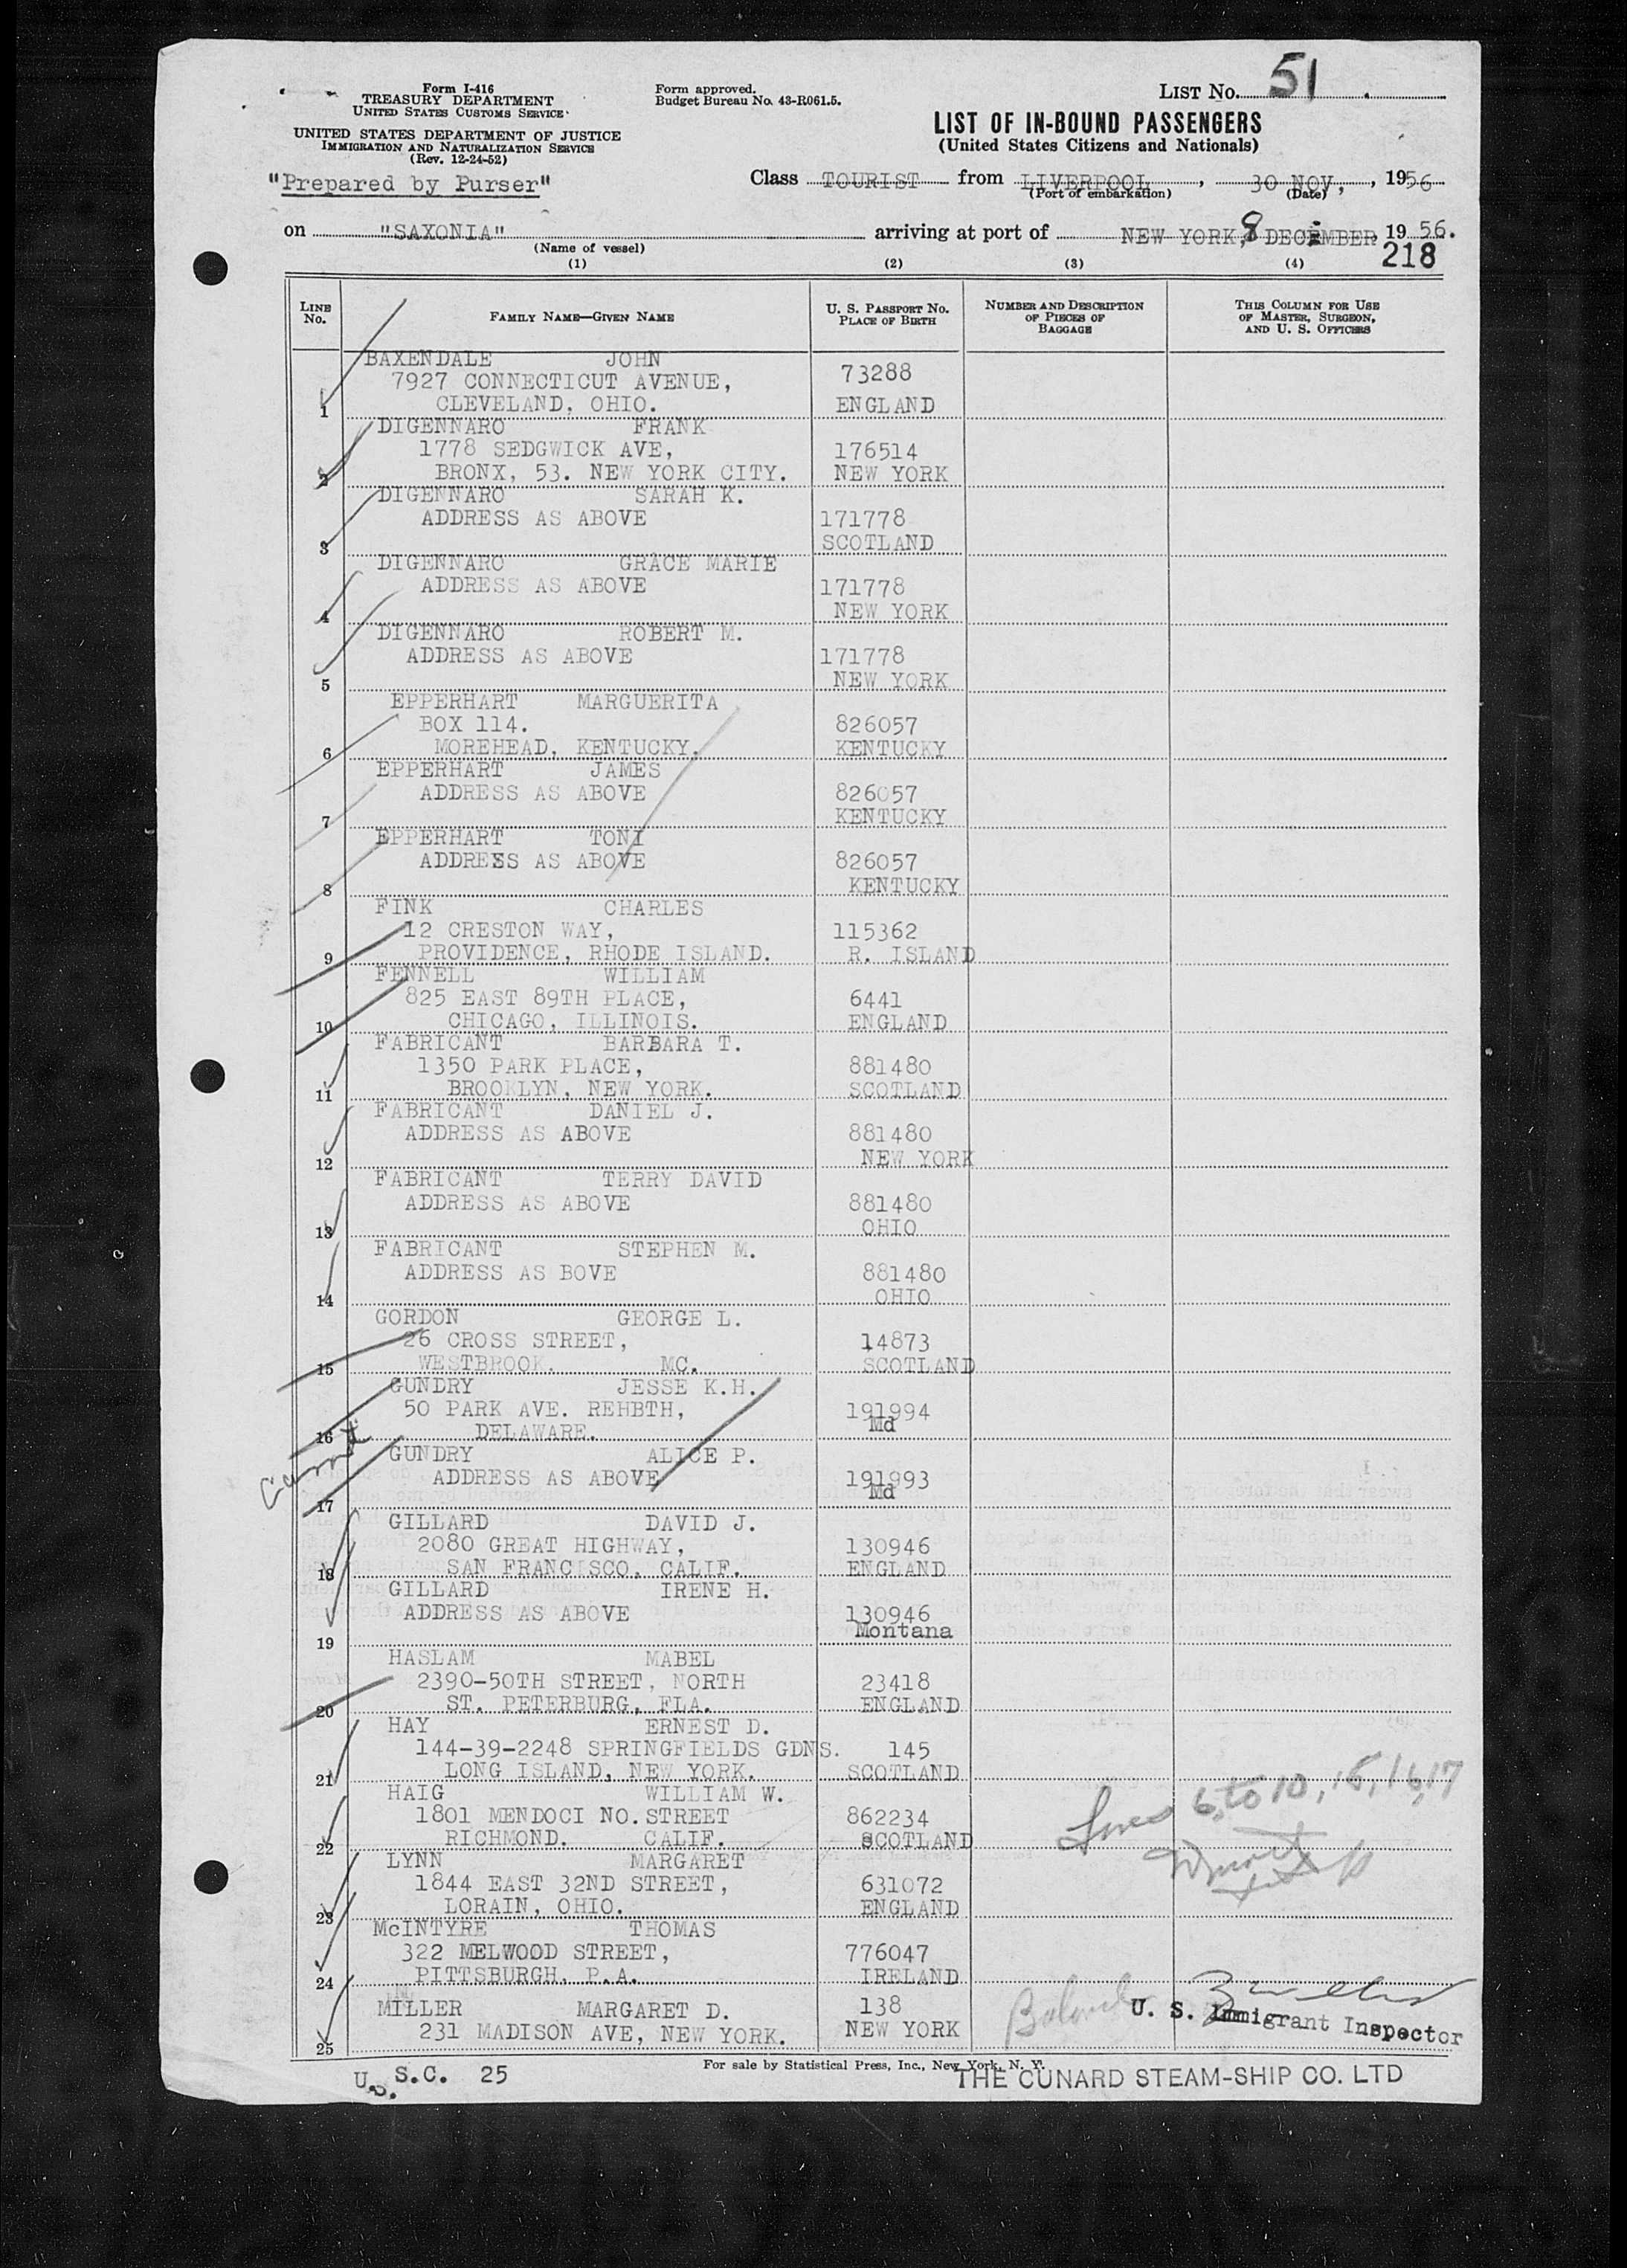 Form I-416
TREASURY DEPARTMENT
UNITED STATES CUSTOMS SERVICE
UNITED STATES DEPARTMENT OF JUSTICE
IMMIGRATION AND NATURALIZATION SERVICE
(Rev. 12-24-52)
"Prepared by Purser"
Form approved.
Budget Bureau No. 43-R061.5.
LIST No. 51
LIST OF IN-BOUND PASSENGERS
(United States Citizens and Nationals)
Class TOURIST from LIVERPOOL, 30 NOV, , 1956
(Port of embarkation) (Date)
on "SAXONIA" arriving at port of NEW YORK, 8 DECEMBER 1956.
(Name of vessel)
218
(1) (2) (3) (4)
LINE No.
FAMILY NAME—GIVEN NAME
U. S. PASSPORT No. PLACE OF BIRTH
NUMBER AND DESCRIPTION OF PIECES OF BAGGAGE
THIS COLUMN FOR USE OF MASTER, SURGEON, AND U. S. OFFICERS
BAXENDALE JOHN
7927 CONNECTICUT AVENUE, 73288
1 CLEVELAND, OHIO. ENGLAND
DIGENNARO FRANK
1778 SEDGWICK AVE, 176514
2 BRONX, 53. NEW YORK CITY. NEW YORK
DIGENNARO SARAH K.
ADDRESS AS ABOVE 171778
3 SCOTLAND
DIGENNARO GRACE MARIE
ADDRESS AS ABOVE 171778
4 NEW YORK
DIGENNARO ROBERT M.
ADDRESS AS ABOVE 171778
5 NEW YORK
EPPERHART MARGUERITA
BOX 114. 826057
6 MOREHEAD, KENTUCKY. KENTUCKY
EPPERHART JAMES
ADDRESS AS ABOVE 826057
7 KENTUCKY
EPPERHART TONI
ADDRESS AS ABOVE 826057
8 KENTUCKY
FINK CHARLES
12 CRESTON WAY, 115362
9 PROVIDENCE, RHODE ISLAND. R. ISLAND
FENNELL WILLIAM
825 EAST 89TH PLACE, 6441
10 CHICAGO, ILLINOIS. ENGLAND
FABRICANT BARBARA T.
1350 PARK PLACE, 881480
11 BROOKLYN, NEW YORK. SCOTLAND
FABRICANT DANIEL J.
ADDRESS AS ABOVE 881480
12 NEW YORK
FABRICANT TERRY DAVID
ADDRESS AS ABOVE 881480
13 OHIO
FABRICANT STEPHEN M.
ADDRESS AS BOVE 881480
14 OHIO
GORDON GEORGE L.
26 CROSS STREET, 14873
15 WESTBROOK. MC. SCOTLAND
GUNDRY JESSE K.H.
50 PARK AVE. REHBTH, 191994
16 DELAWARE. Md
GUNDRY ALICE P.
ADDRESS AS ABOVE 191993
17 Md
GILLARD DAVID J.
2080 GREAT HIGHWAY, 130946
18 SAN FRANCISCO, CALIF. ENGLAND
GILLARD IRENE H.
ADDRESS AS ABOVE 130946
19 Montana
HASLAM MABEL
2390-50TH STREET, NORTH 23418
20 ST. PETERBURG, FLA. ENGLAND
HAY ERNEST D.
144-39-2248 SPRINGFIELDS GDNS. 145
21 LONG ISLAND, NEW YORK. SCOTLAND
HAIG WILLIAM W.
1801 MENDOCI NO. STREET 862234
22 RICHMOND. CALIF. SCOTLAND
Lines 6 to 10, 15, 16, 17
LYNN MARGARET
1844 EAST 32ND STREET, 631072
23 LORAIN, OHIO. ENGLAND
McINTYRE THOMAS
322 MELWOOD STREET, 776047
24 PITTSBURGH, P.A. IRELAND
MILLER MARGARET D. 138
231 MADISON AVE, NEW YORK. NEW YORK
25
U. S. Immigrant Inspector
For sale by Statistical Press, Inc., New York, N. Y.
U.S. S.C. 25
THE CUNARD STEAM-SHIP CO. LTD